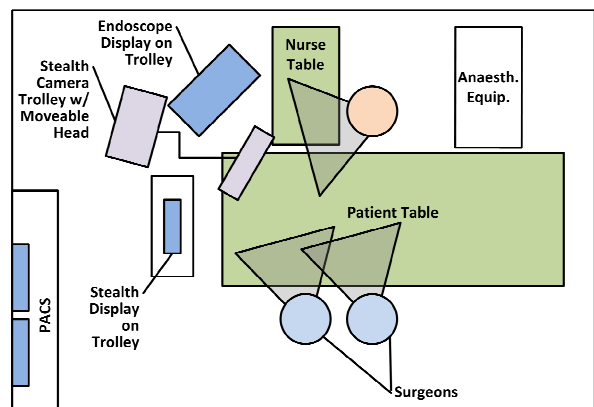 Endoscope
Display on
Trolley
Stealth
Camera
Trolley w/
Moveable
Head
Nurse
Table
Anaesth.
Equip.
Patient Table
PACS
Stealth
Display
on
Trolley
Surgeons